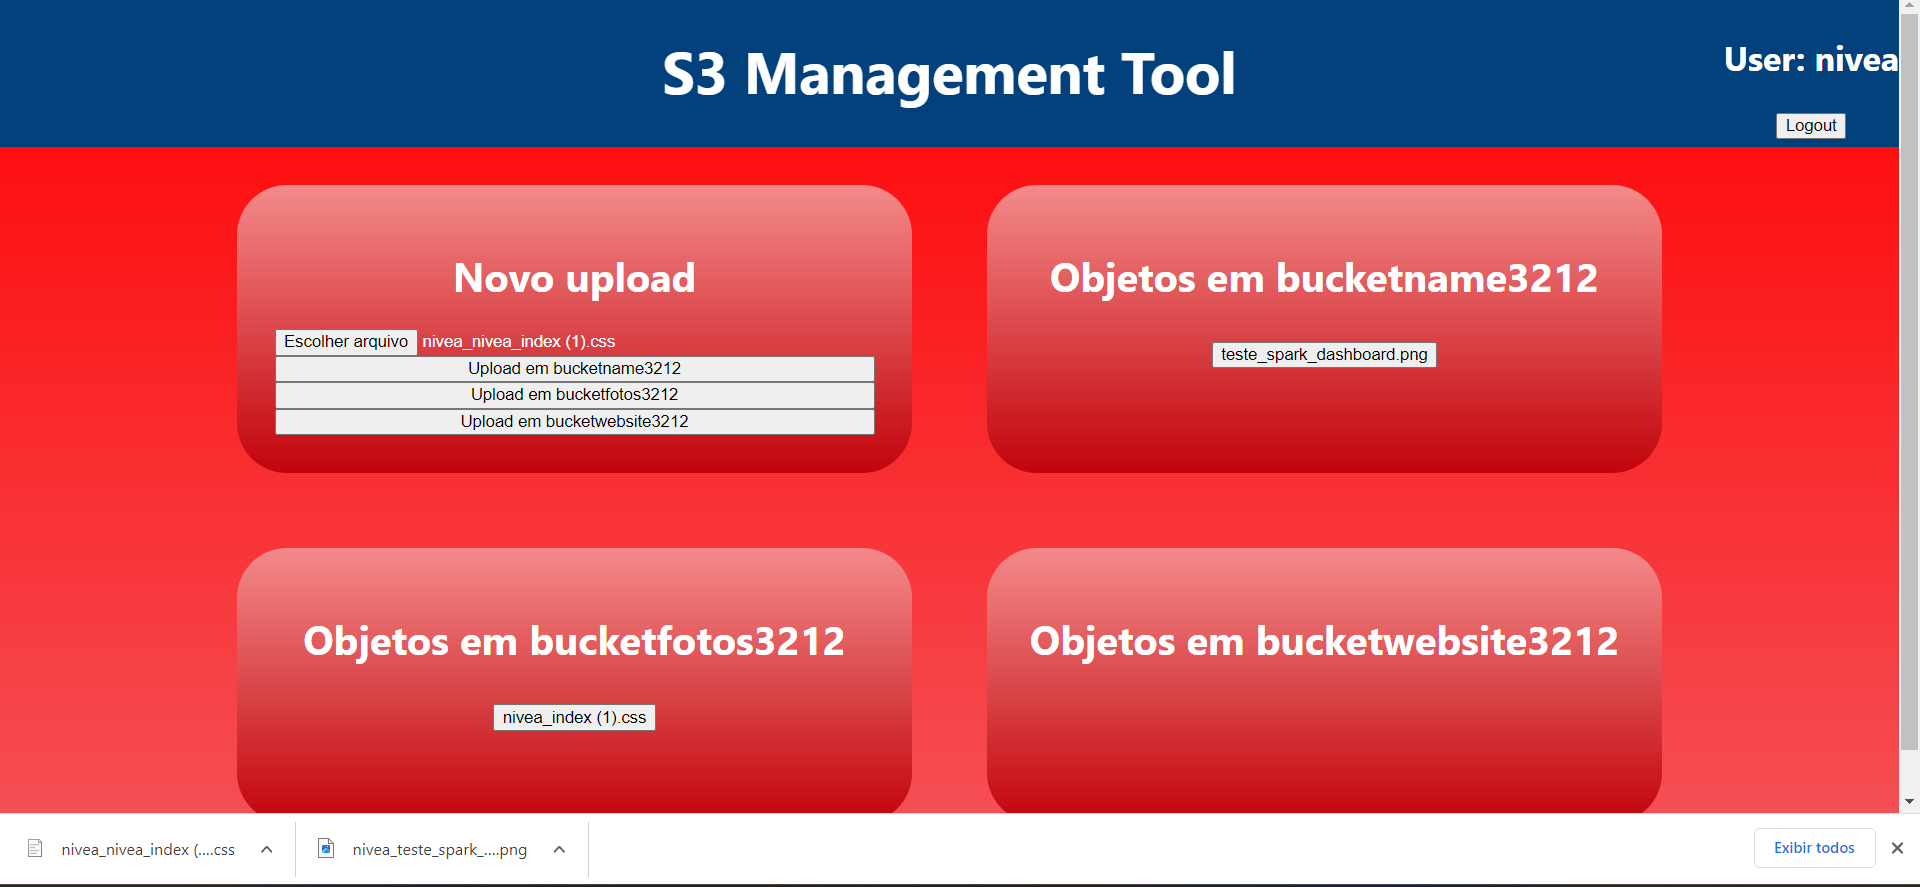 S3 Management Tool
User: nivea
Logout
Novo upload
Escolher arquivo nivea_nivea_index (1).css
Upload em bucketname3212
Upload em bucketfotos3212
Upload em bucketwebsite3212
Objetos em bucketname3212
teste_spark_dashboard.png
Objetos em bucketfotos3212
nivea_index (1).css
Objetos em bucketwebsite3212
nivea_nivea_index (....css
nivea_teste_spark_....png
Exibir todos